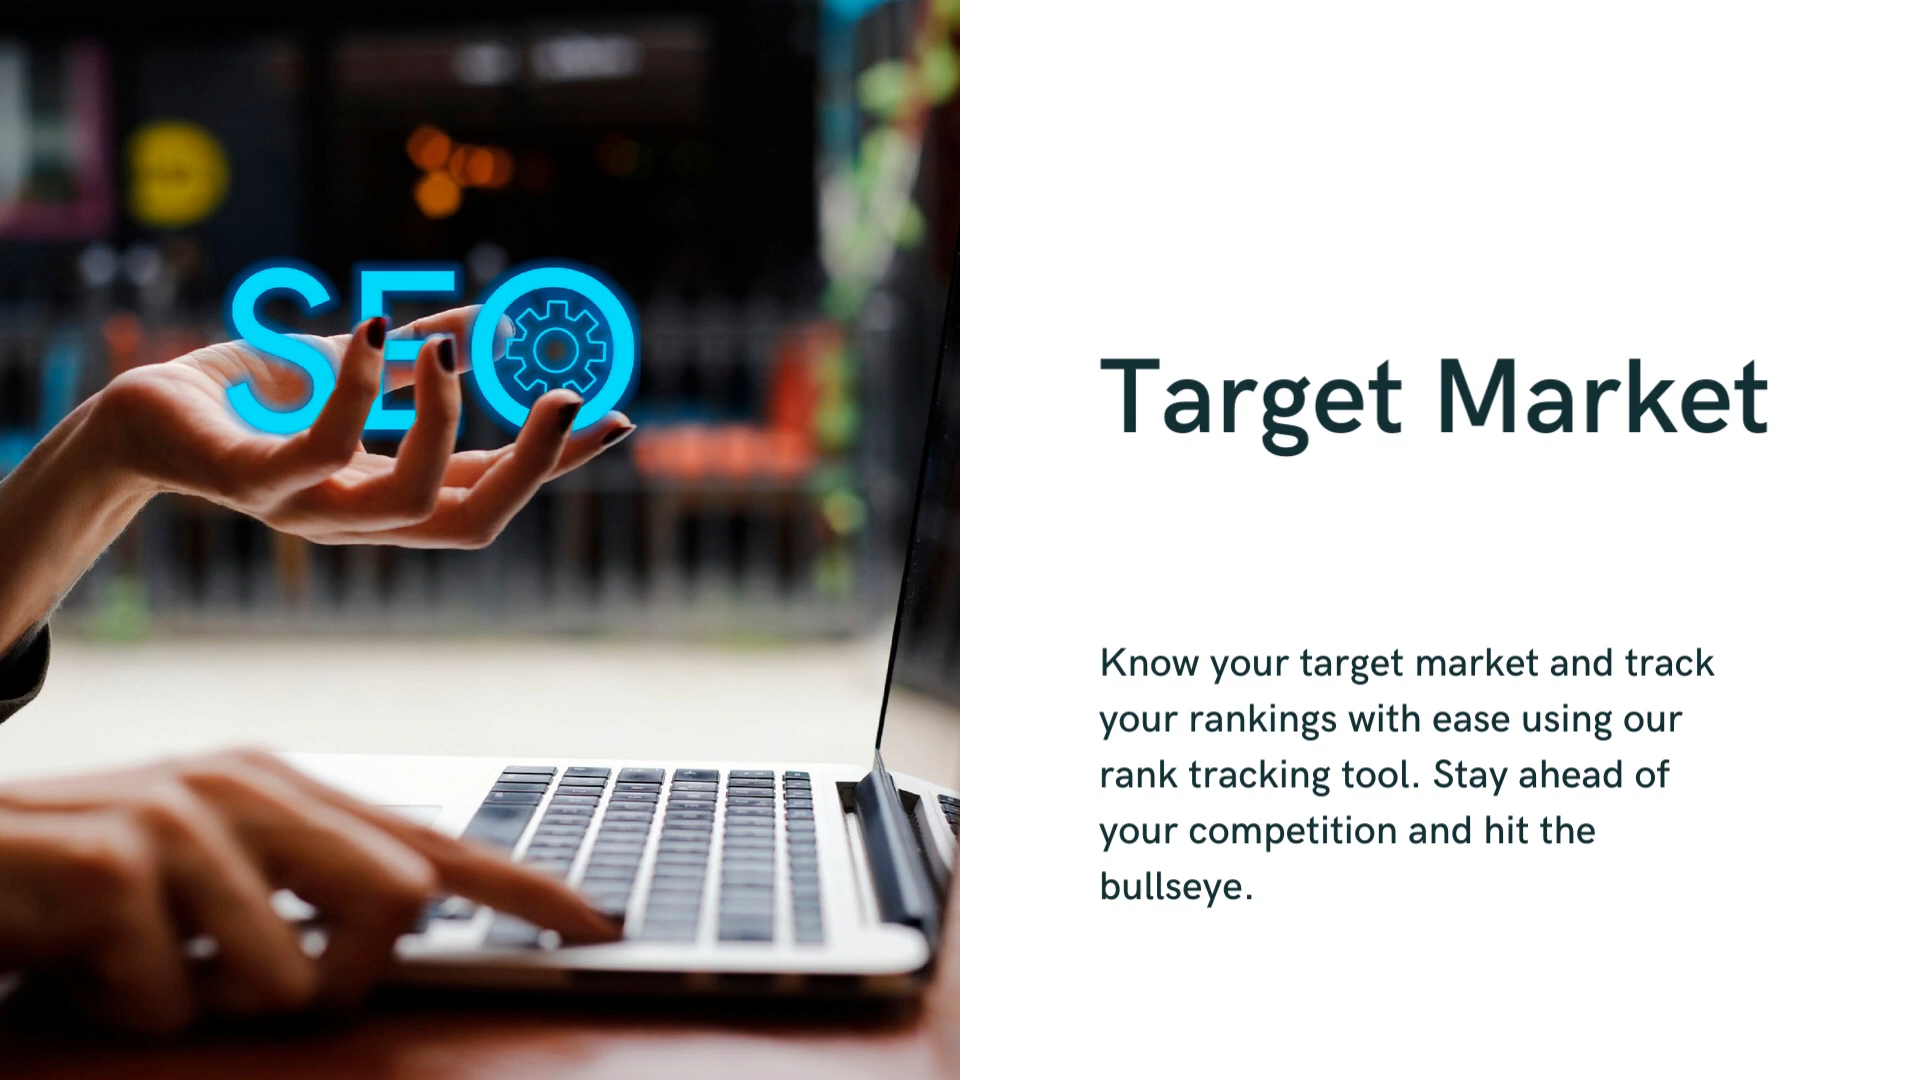 SEO
Target Market
Know your target market and track
your rankings with ease using our
rank tracking tool. Stay ahead of
your competition and hit the
bullseye.